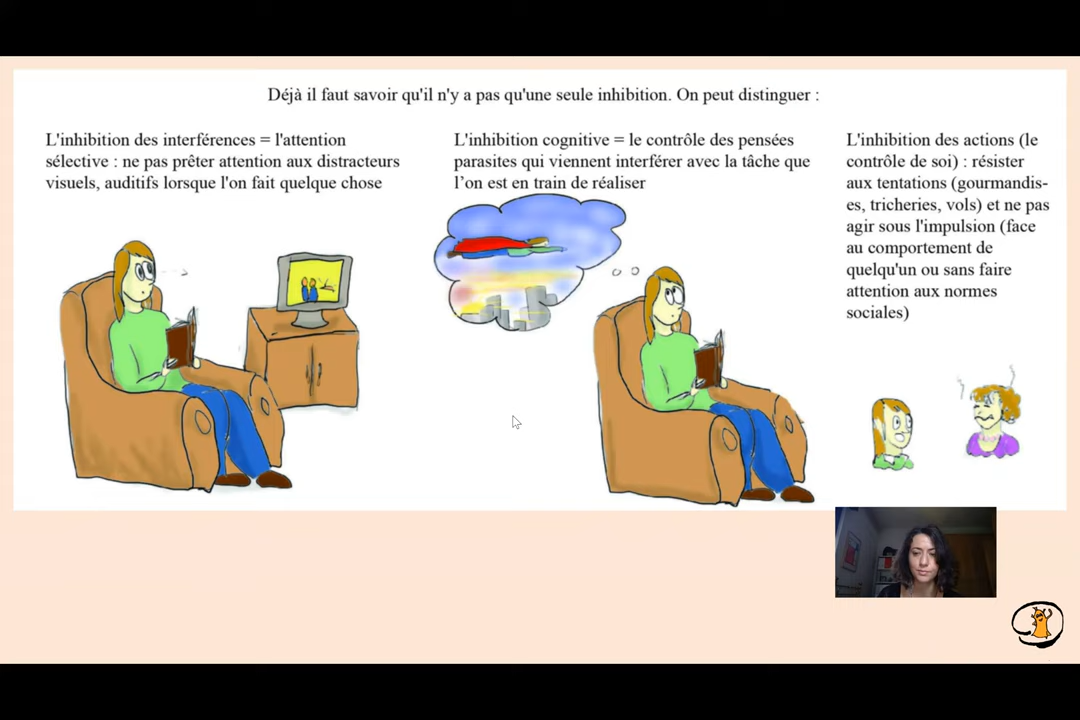 Déjà il faut savoir qu'il n'y a pas qu'une seule inhibition. On peut distinguer :
L'inhibition des interférences = l'attention
sélective : ne pas prêter attention aux distracteurs
visuels, auditifs lorsque l'on fait quelque chose
L'inhibition cognitive = le contrôle des pensées
parasites qui viennent interférer avec la tâche que
l’on est en train de réaliser
L'inhibition des actions (le
contrôle de soi) : résister
aux tentations (gourmandis-
es, tricheries, vols) et ne pas
agir sous l'impulsion (face
au comportement de
quelqu'un ou sans faire
attention aux normes
sociales)